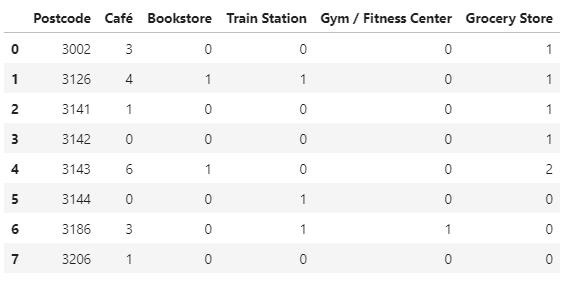 Postcode Café Bookstore Train Station Gym / Fitness Center Grocery Store
0 3002 3 0 0 0 1
1 3126 4 1 1 0 1
2 3141 1 0 0 0 1
3 3142 0 0 0 0 1
4 3143 6 1 0 0 2
5 3144 0 0 1 0 0
6 3186 3 0 1 1 0
7 3206 1 0 0 0 0